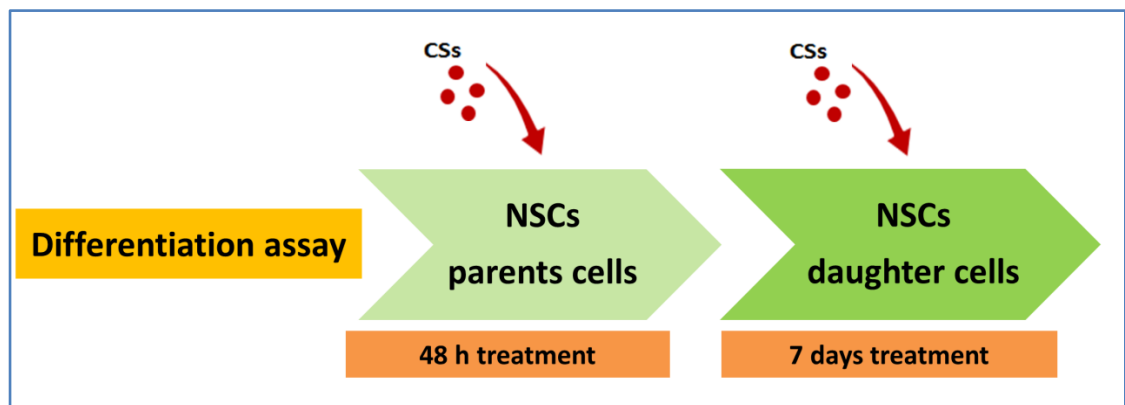 CSs
CSs
Differentiation assay
NSCs
parents cells
NSCs
daughter cells
48 h treatment
7 days treatment